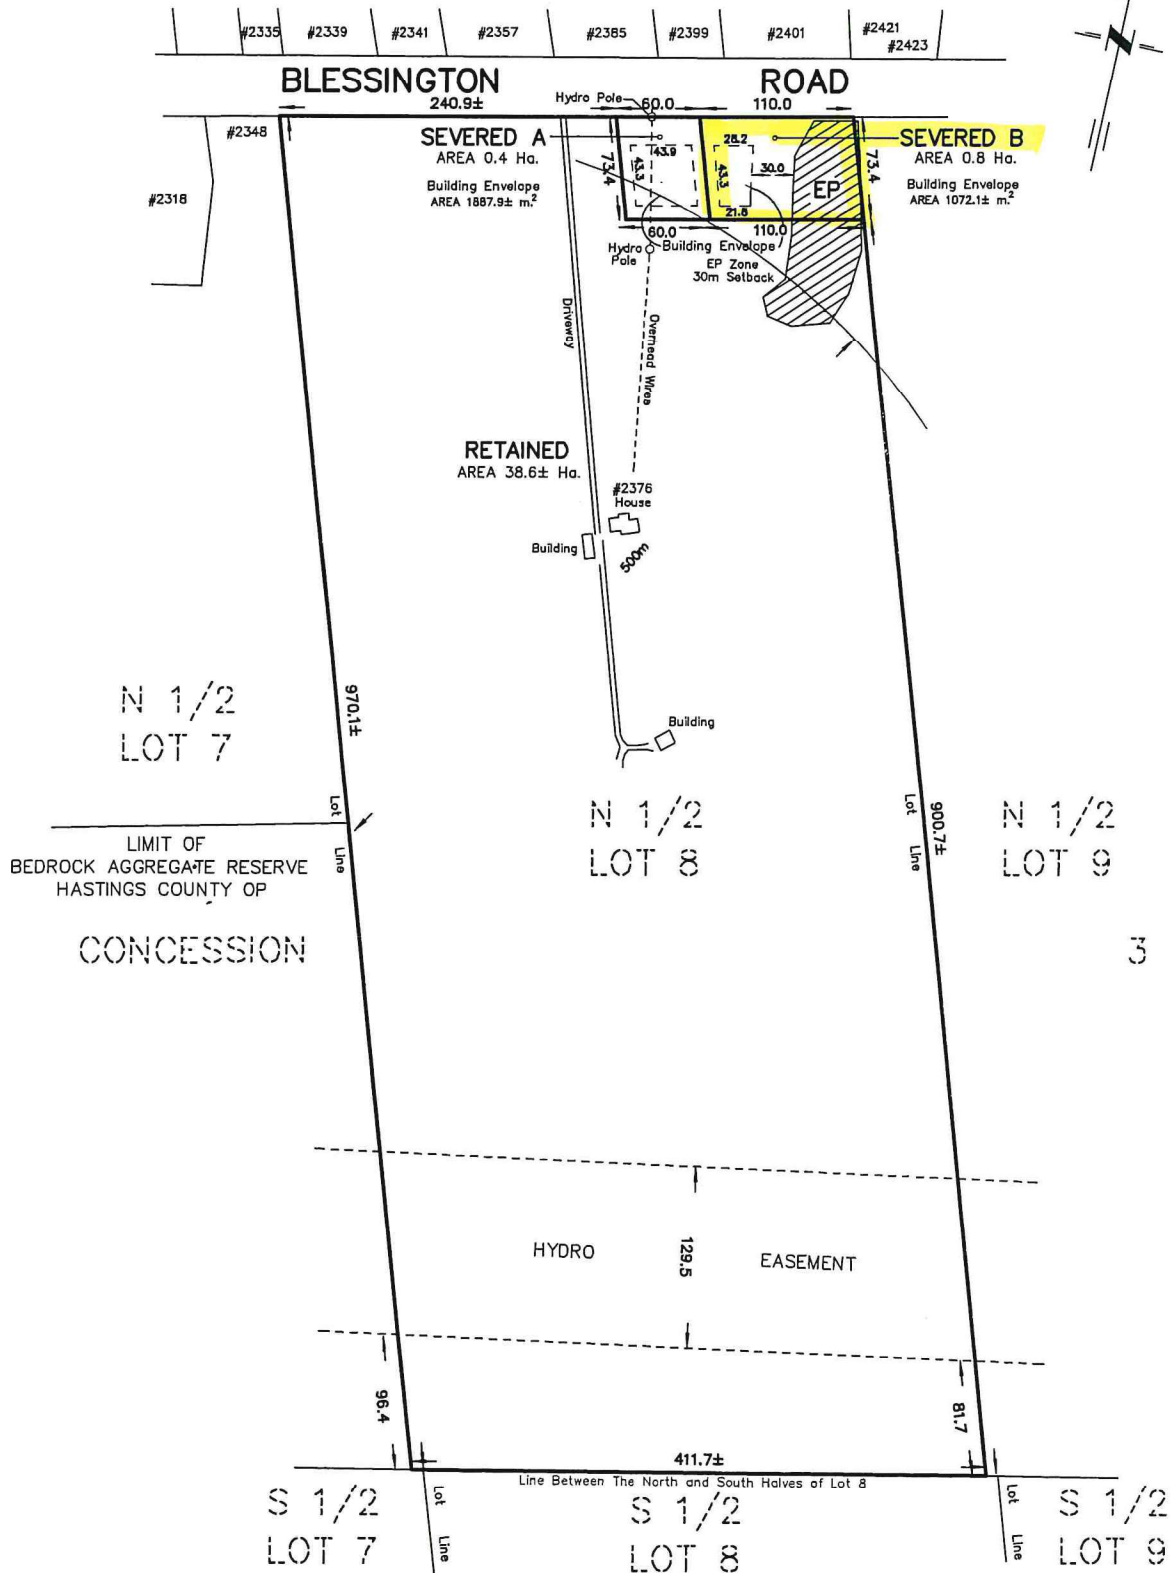 #2335 #2339 #2341 #2357 #2385 #2399 #2401 #2421
#2423
BLESSINGTON ROAD
240.9± Hydro Pole 60.0 110.0
#2348
SEVERED A
AREA 0.4 Ha.
Building Envelope
AREA 1887.9± m.²
#2318
73.4
43.9
43.3
28.2
43.3
30.0
21.8
EP
SEVERED B
AREA 0.8 Ha.
Building Envelope
AREA 1072.1± m.²
73.4
60.0
110.0
Hydro
Pole
Building Envelope
EP Zone
30m Setback
Driveway
Overhead Wires
RETAINED
AREA 38.6± Ha.
#2376
House
Building
500m
Building
N 1/2
LOT 7
970.1±
Lot Line
LIMIT OF
BEDROCK AGGREGATE RESERVE
HASTINGS COUNTY OP
N 1/2
LOT 8
900.7±
Lot Line
N 1/2
LOT 9
CONCESSION 3
HYDRO EASEMENT
129.5
96.4
81.7
411.7±
Line Between The North and South Halves of Lot 8
S 1/2
LOT 7
Lot Line
S 1/2
LOT 8
Lot Line
S 1/2
LOT 9